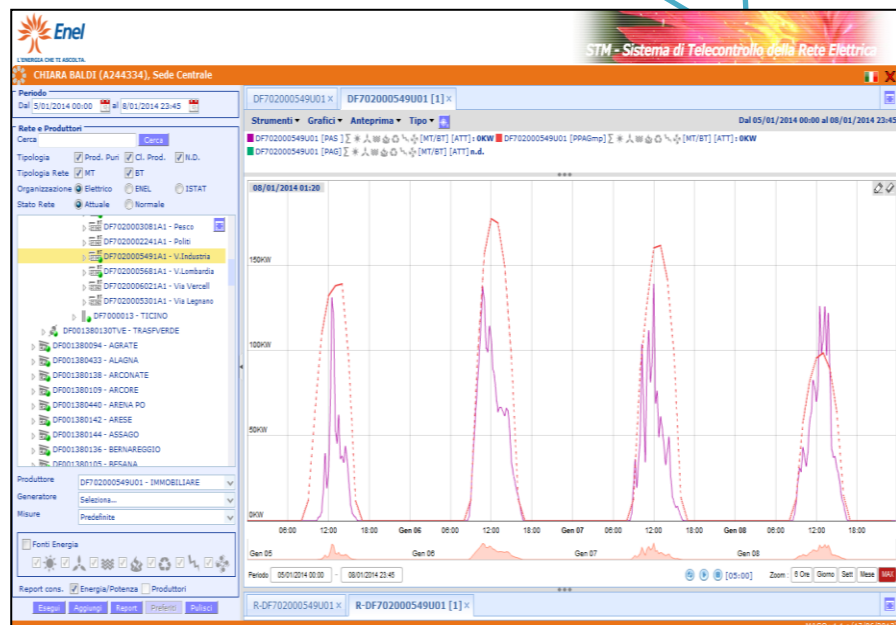 Enel
L'ENERGIA CHE TI ASCOLTA.
STM - Sistema di Telecontrollo della Rete Elettrica
CHIARA BALDI (A244334), Sede Centrale
Periodo
Dal 5/01/2014 00:00 al 8/01/2014 23:45
Rete e Produttori
Cerca Cerca
Tipologia Prod. Puri Cl. Prod. N.D.
Tipologia Rete MT BT
Organizzazione Elettrico ENEL ISTAT
Stato Rete Attuale Normale
DF7020003081A1 - Pesco
DF7020002241A1 - Politi
DF7020005491A1 - V.Industria
DF7020005681A1 - V.Lombardia
DF7020006021A1 - Via Vercell
DF7020005301A1 - Via Legnano
DF7000013 - TICINO
DF001380130TVE - TRASFVERDE
DF001380094 - AGRATE
DF001380433 - ALAGNA
DF001380138 - ARCONATE
DF001380109 - ARCORE
DF001380440 - ARENA PO
DF001380142 - ARESE
DF001380144 - ASSAGO
DF001380136 - BERNAREGGIO
DF001380105 - BESANA
Produttore DF702000549U01 - IMMOBILIARE
Generatore Seleziona...
Misure Predefinite
Fonti Energia
Report cons. Energia/Potenza Produttori
Esegui Aggiungi Report Preferiti Pulisci
DF702000549U01 x DF702000549U01 [1] x
Strumenti Grafici Anteprima Tipo Dal 05/01/2014 00:00 al 08/01/2014 23:45
DF702000549U01 [PAS ] [MT/BT] [ATT]: 0KW DF702000549U01 [PPAGmp] [MT/BT] [ATT]: 0KW
DF702000549U01 [PAG] [MT/BT] [ATT] n.d.
08/01/2014 01:20
150KW
100KW
50KW
0KW
06:00 12:00 18:00 Gen 06 06:00 12:00 18:00 Gen 07 06:00 12:00 18:00 Gen 08 06:00 12:00 18:00
Gen 05 Gen 06 Gen 07 Gen 08
Periodo 05/01/2014 00:00 - 08/01/2014 23:45 [05:00] Zoom : 6 Ore Giorno Sett Mese MAX
R-DF702000549U01 x R-DF702000549U01 [1] x